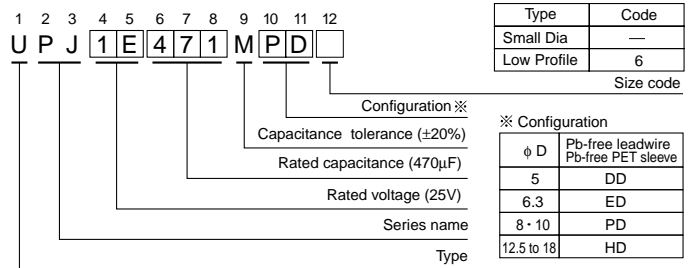 1 2 3 4 5 6 7 8 9 10 11 12
U P J 1 E 4 7 1 M P D
Type Code
Small Dia —
Low Profile 6
Size code
Configuration ※
Capacitance tolerance (±20%)
Rated capacitance (470µF)
Rated voltage (25V)
Series name
Type
※ Configuration
ϕ D Pb-free leadwire
Pb-free PET sleeve
5 DD
6.3 ED
8 · 10 PD
12.5 to 18 HD